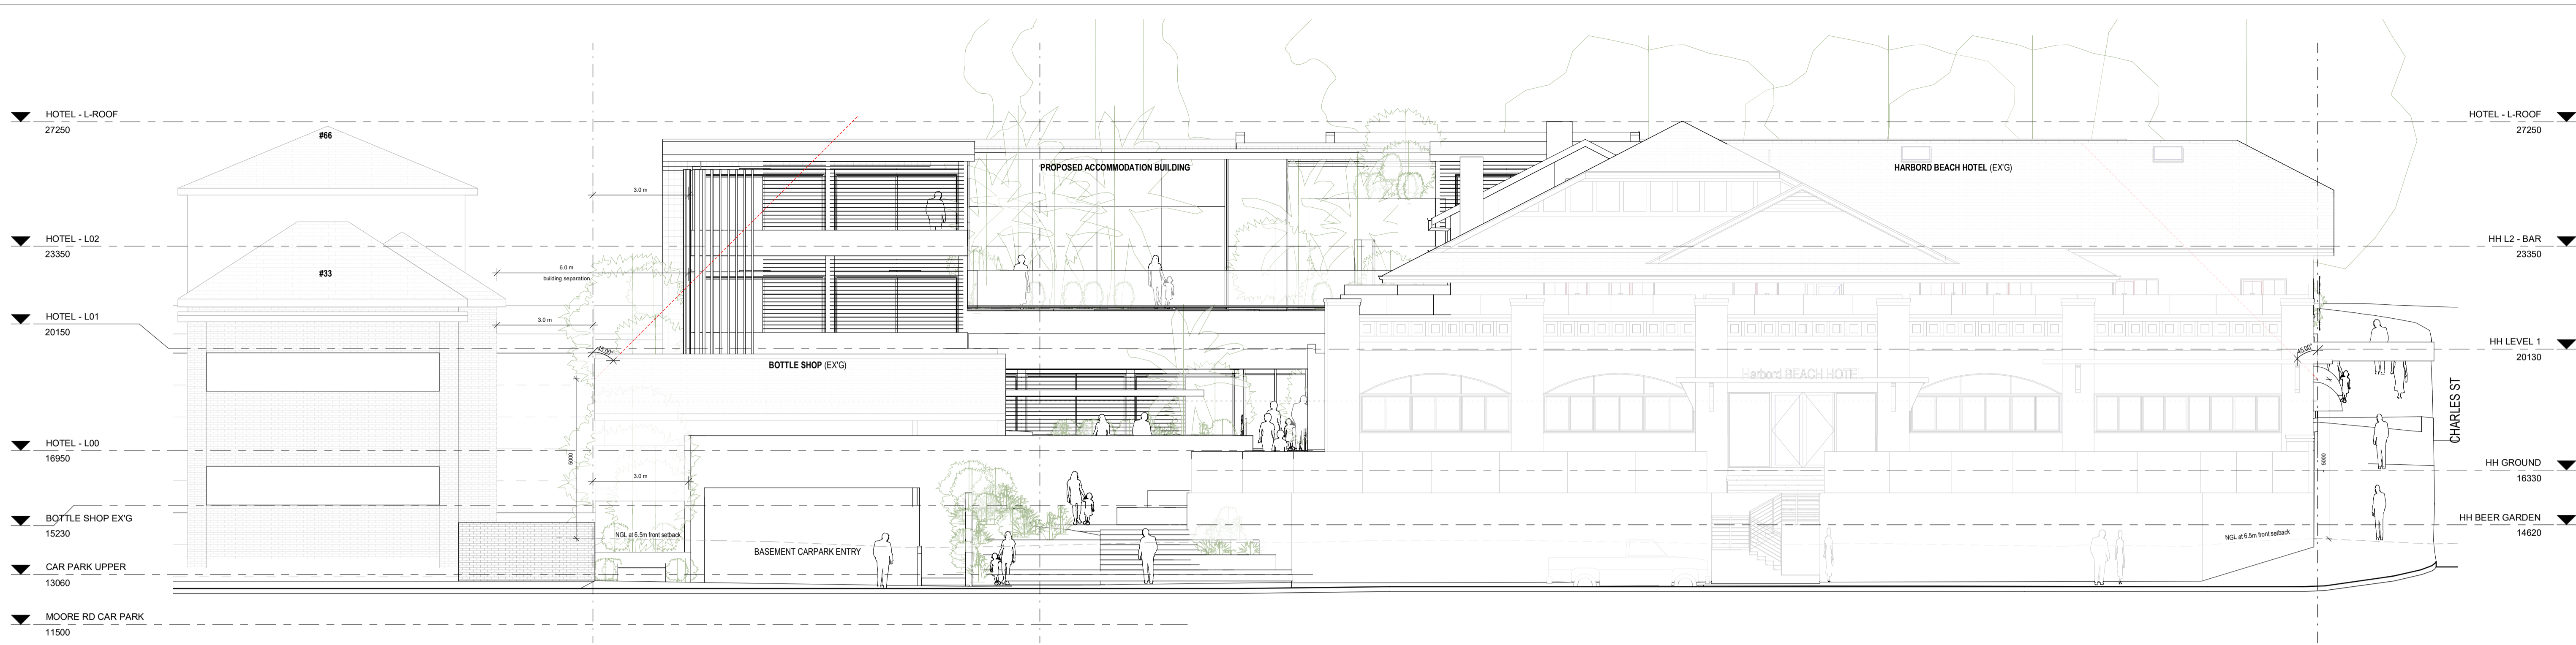 HOTEL - L-ROOF
27250
HOTEL - L02
23350
HOTEL - L01
20150
HOTEL - L00
16950
BOTTLE SHOP EX'G
15230
CAR PARK UPPER
13060
MOORE RD CAR PARK
11500
#66
#33
3.0 m
6.0 m
building separation
3.0 m
45.00°
5000
3.0 m
NGL at 6.5m front setback
PROPOSED ACCOMMODATION BUILDING
BOTTLE SHOP (EX'G)
BASEMENT CARPARK ENTRY
HARBORD BEACH HOTEL (EX'G)
Harbord BEACH HOTEL
45.00°
5000
NGL at 6.5m front setback
CHARLES ST
HOTEL - L-ROOF
27250
HH L2 - BAR
23350
HH LEVEL 1
20130
HH GROUND
16330
HH BEER GARDEN
14620